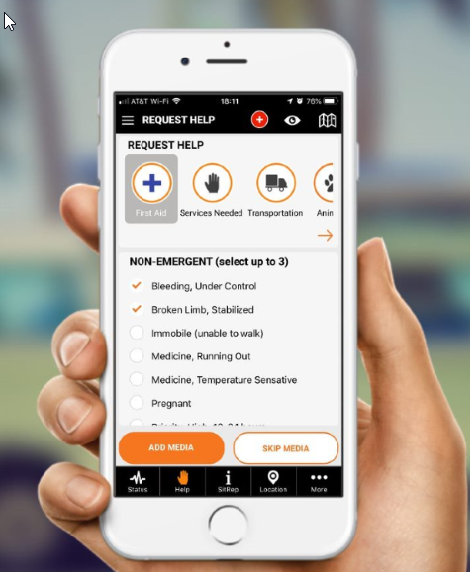 AT&T Wi-Fi 18:11 76%
REQUEST HELP
REQUEST HELP
First Aid Services Needed Transportation Anin
NON-EMERGENT (select up to 3)
Bleeding, Under Control
Broken Limb, Stabilized
Immobile (unable to walk)
Medicine, Running Out
Medicine, Temperature Sensative
Pregnant
ADD MEDIA SKIP MEDIA
Status Help SitRep Location More